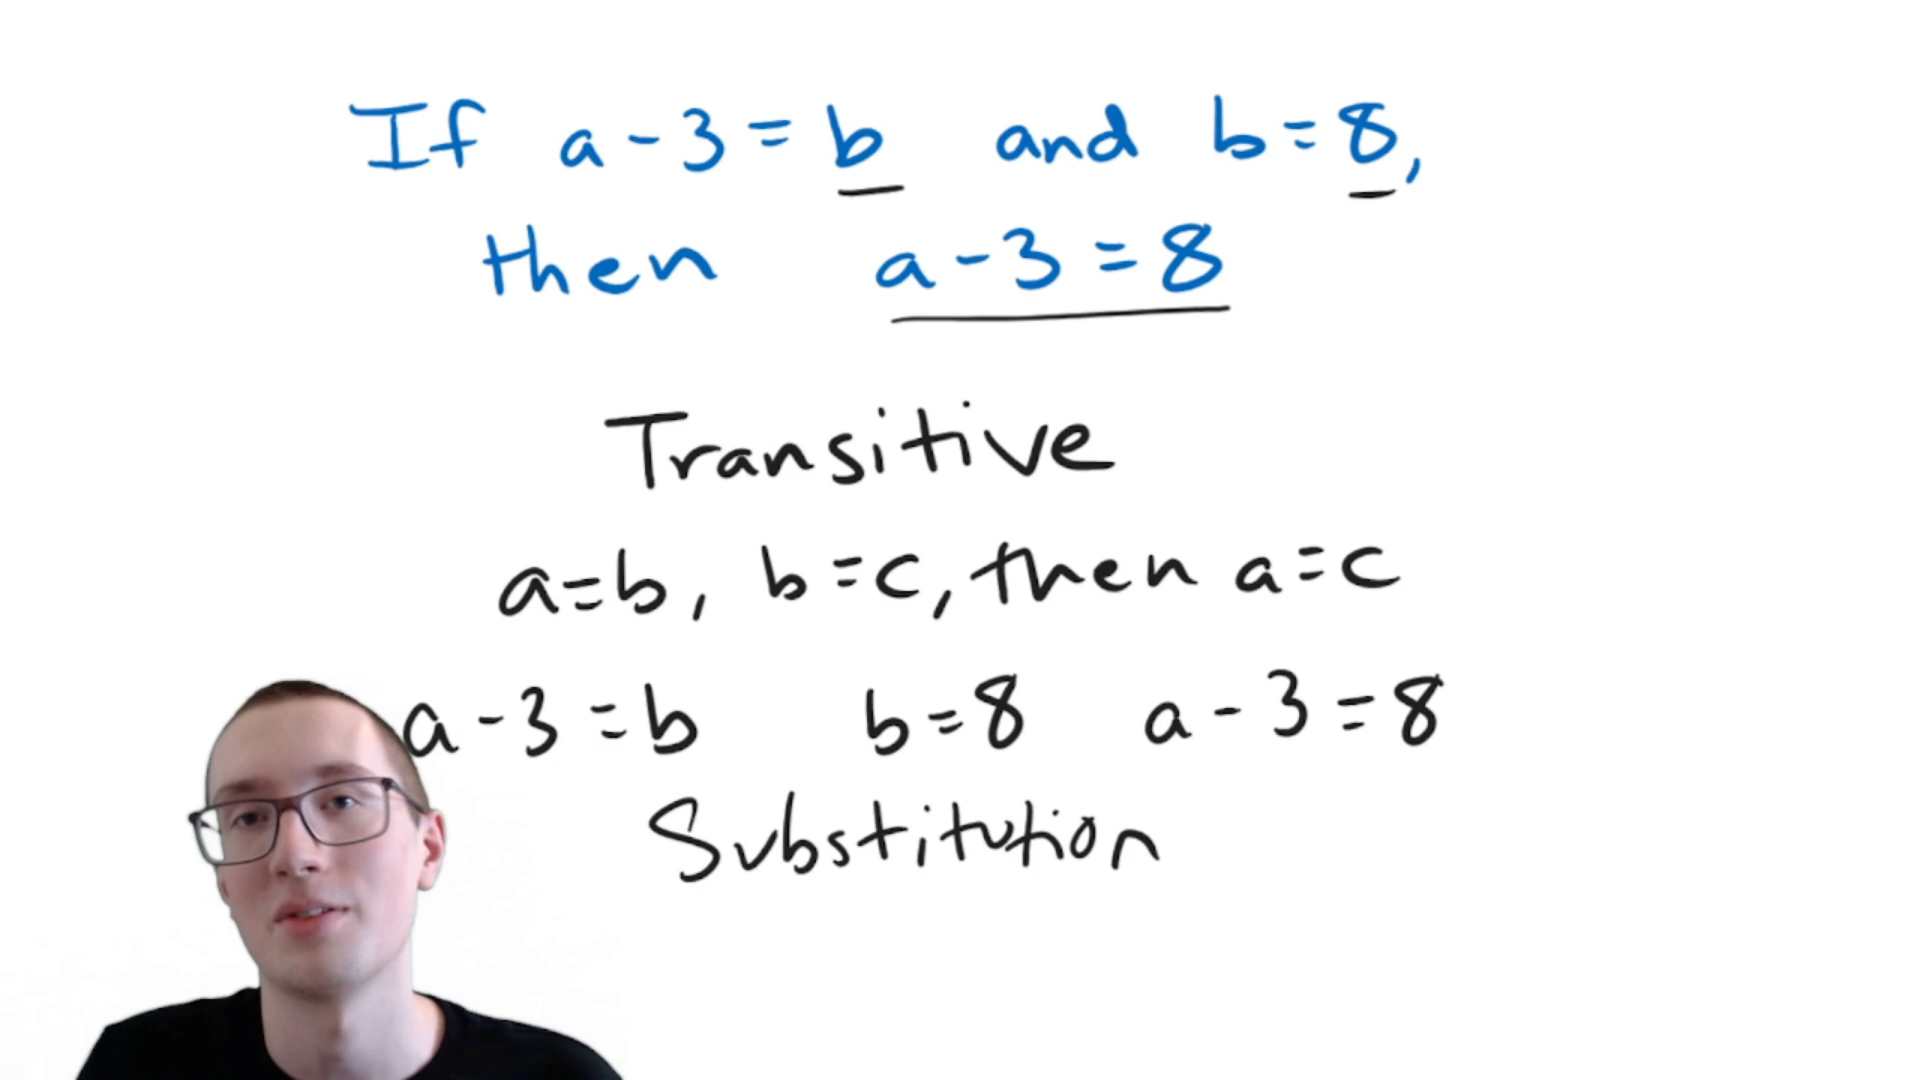 If a - 3 = b and b = 8,
then a - 3 = 8
Transitive
a = b, b = c, then a = c
a - 3 = b b = 8 a - 3 = 8
Substitution